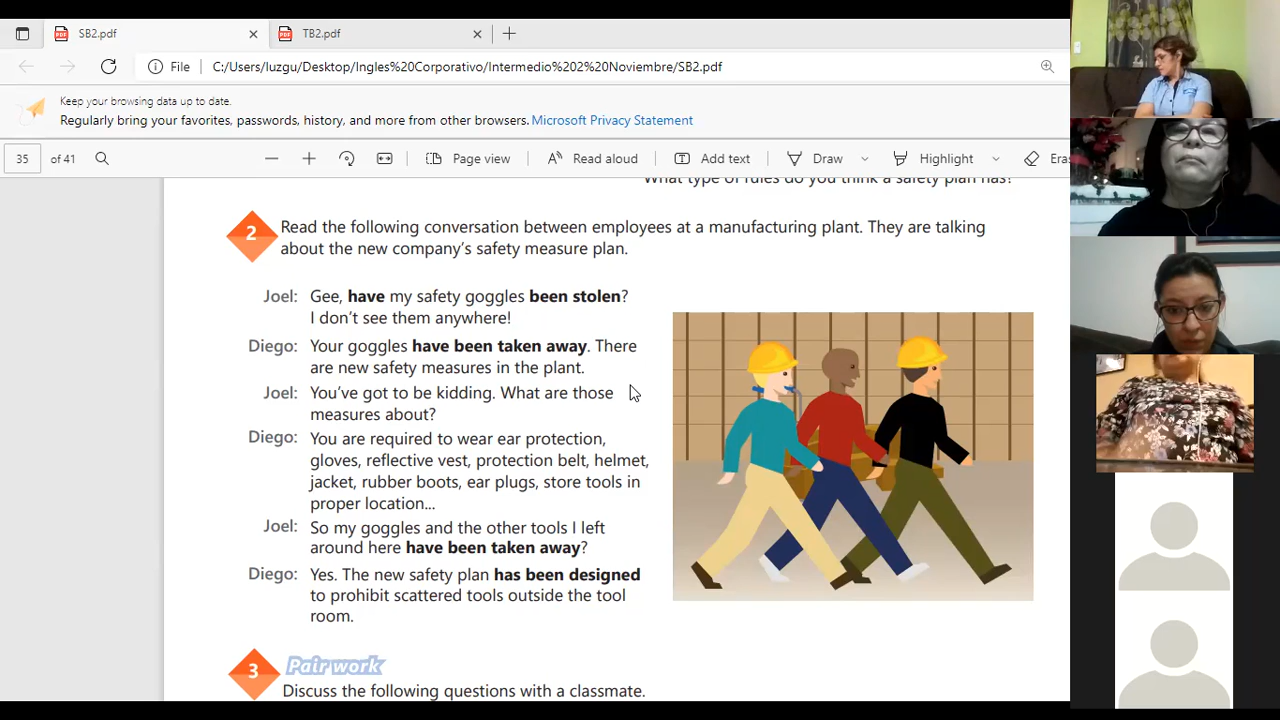 SB2.pdf
TB2.pdf
File
C:/Users/luzgu/Desktop/Ingles%20Corporativo/Intermedio%202%20Noviembre/SB2.pdf
Keep your browsing data up to date.
Regularly bring your favorites, passwords, history, and more from other browsers. Microsoft Privacy Statement
35 of 41
Page view
Read aloud
Add text
Draw
Highlight
Eras
What type of rules do you think a safety plan has?
2 Read the following conversation between employees at a manufacturing plant. They are talking
about the new company's safety measure plan.
Joel: Gee, have my safety goggles been stolen?
I don't see them anywhere!
Diego: Your goggles have been taken away. There
are new safety measures in the plant.
Joel: You've got to be kidding. What are those
measures about?
Diego: You are required to wear ear protection,
gloves, reflective vest, protection belt, helmet,
jacket, rubber boots, ear plugs, store tools in
proper location...
Joel: So my goggles and the other tools I left
around here have been taken away?
Diego: Yes. The new safety plan has been designed
to prohibit scattered tools outside the tool
room.
3 Pair work
Discuss the following questions with a classmate.